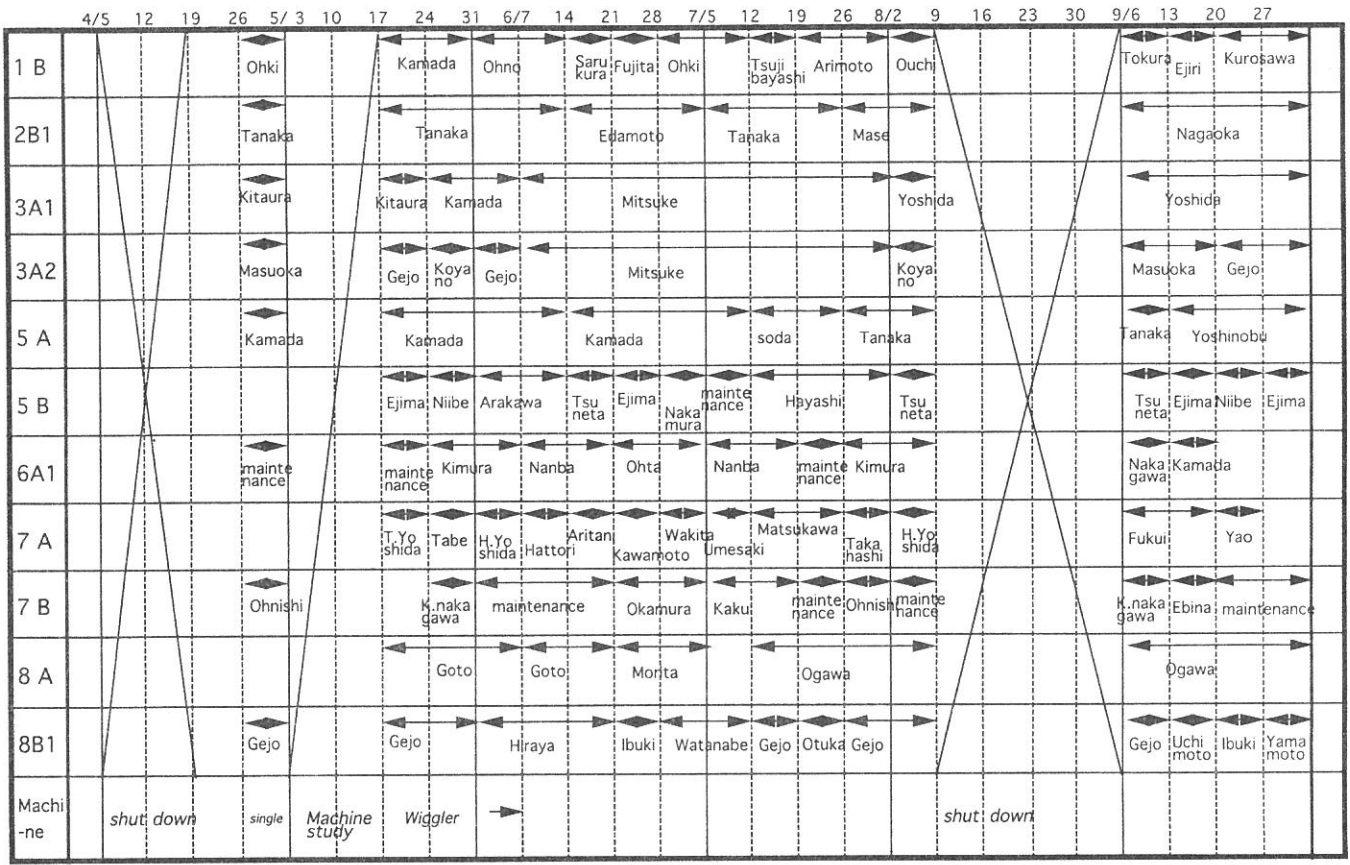 4/5 12 19 26 5/3 10 17 24 31 6/7 14 21 28 7/5 12 19 26 8/2 9 16 23 30 9/6 13 20 27
1 B Ohki Kamada Ohno Saru kura Fujita Ohki Tsuji bayashi Arimoto Ouch Tokura Ejiri Kurosawa
2B1 Tanaka Tanaka Edamoto Tanaka Mase Nagaoka
3A1 Kitaura Kitaura Kamada Mitsuke Yoshida Yoshida
3A2 Masuoka Gejo Koya no Gejo Mitsuke Koya no Masuoka Gejo
5 A Kamada Kamada Kamada soda Tanaka Tanaka Yoshinobu
5 B Ejima Niibe Arakawa Tsu neta Ejima Naka mura mainte nance Hayashi Tsu neta Tsu neta Ejima Niibe Ejima
6A1 mainte nance mainte nance Kimura Nanba Ohta Nanba mainte nance Kimura Naka gawa Kamada
7 A T.Yo shida Tabe H.Yo shida Hattori Aritan Kawamoto Wakita Umesaki Matsukawa Taka hashi H.Yo shida Fukui Yao
7 B Ohnishi K.naka gawa maintenance Okamura Kaku mainte nance Ohnishi mainte nance K.naka gawa Ebina maintenance
8 A Goto Goto Morita Ogawa Ogawa
8B1 Gejo Gejo Hiraya Ibuki Watanabe Gejo Otuka Gejo Gejo Uchi moto Ibuki Yama moto
Machi -ne shut down single Machine study Wiggler shut down